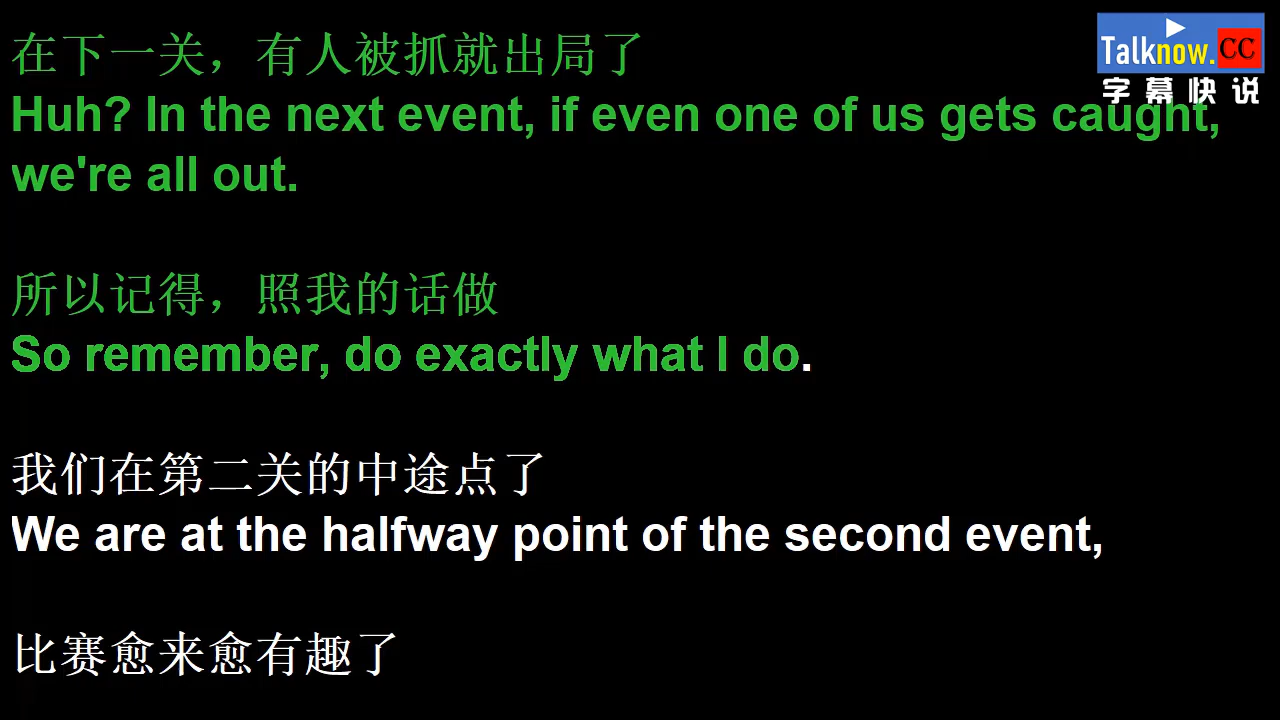 在下一关，有人被抓就出局了
Talknow.CC
字幕快说
Huh? In the next event, if even one of us gets caught,
we're all out.
所以记得，照我的话做
So remember, do exactly what I do.
我们在第二关的中途点了
We are at the halfway point of the second event,
比赛愈来愈有趣了